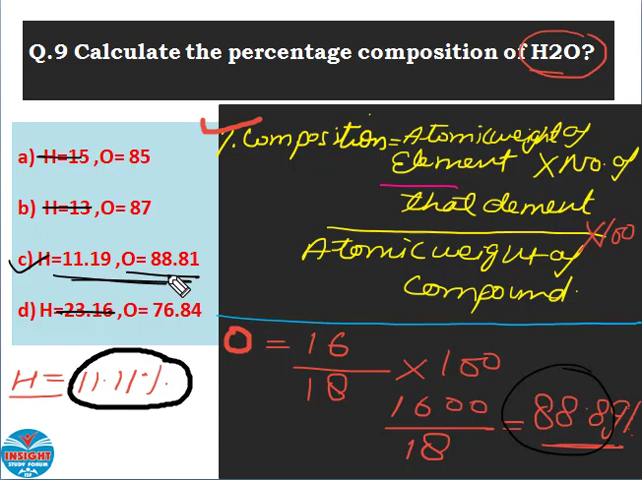 Q.9 Calculate the percentage composition of H2O?
a) H=15 ,O= 85
b) H=13 ,O= 87
c) H=11.19 ,O= 88.81
d) H=23.16 ,O= 76.84
H = 11.11%
INSIGHT
STUDY FORUM
ISF
%. Composition = Atomic weight of
Element X No. of
that element
X100
Atomic weight of
Compound.
O = 16
18 X 100
1600
18 = 88.89%